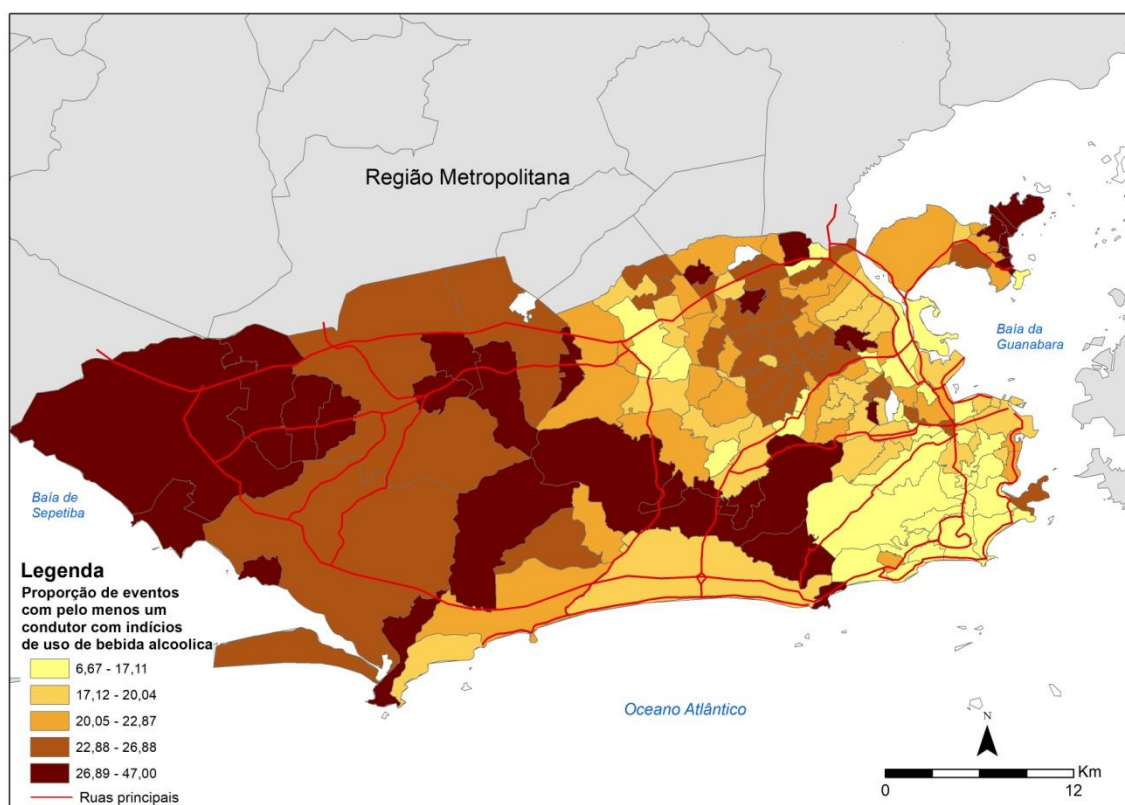 Região Metropolitana
Baía da
Guanabara
Baía de
Sepetiba
Oceano Atlântico
Legenda
Proporção de eventos
com pelo menos um
condutor com indícios
de uso de bebida alcoolica
6,67 - 17,11
17,12 - 20,04
20,05 - 22,87
22,88 - 26,88
26,89 - 47,00
Ruas principais
N
Km
0 12